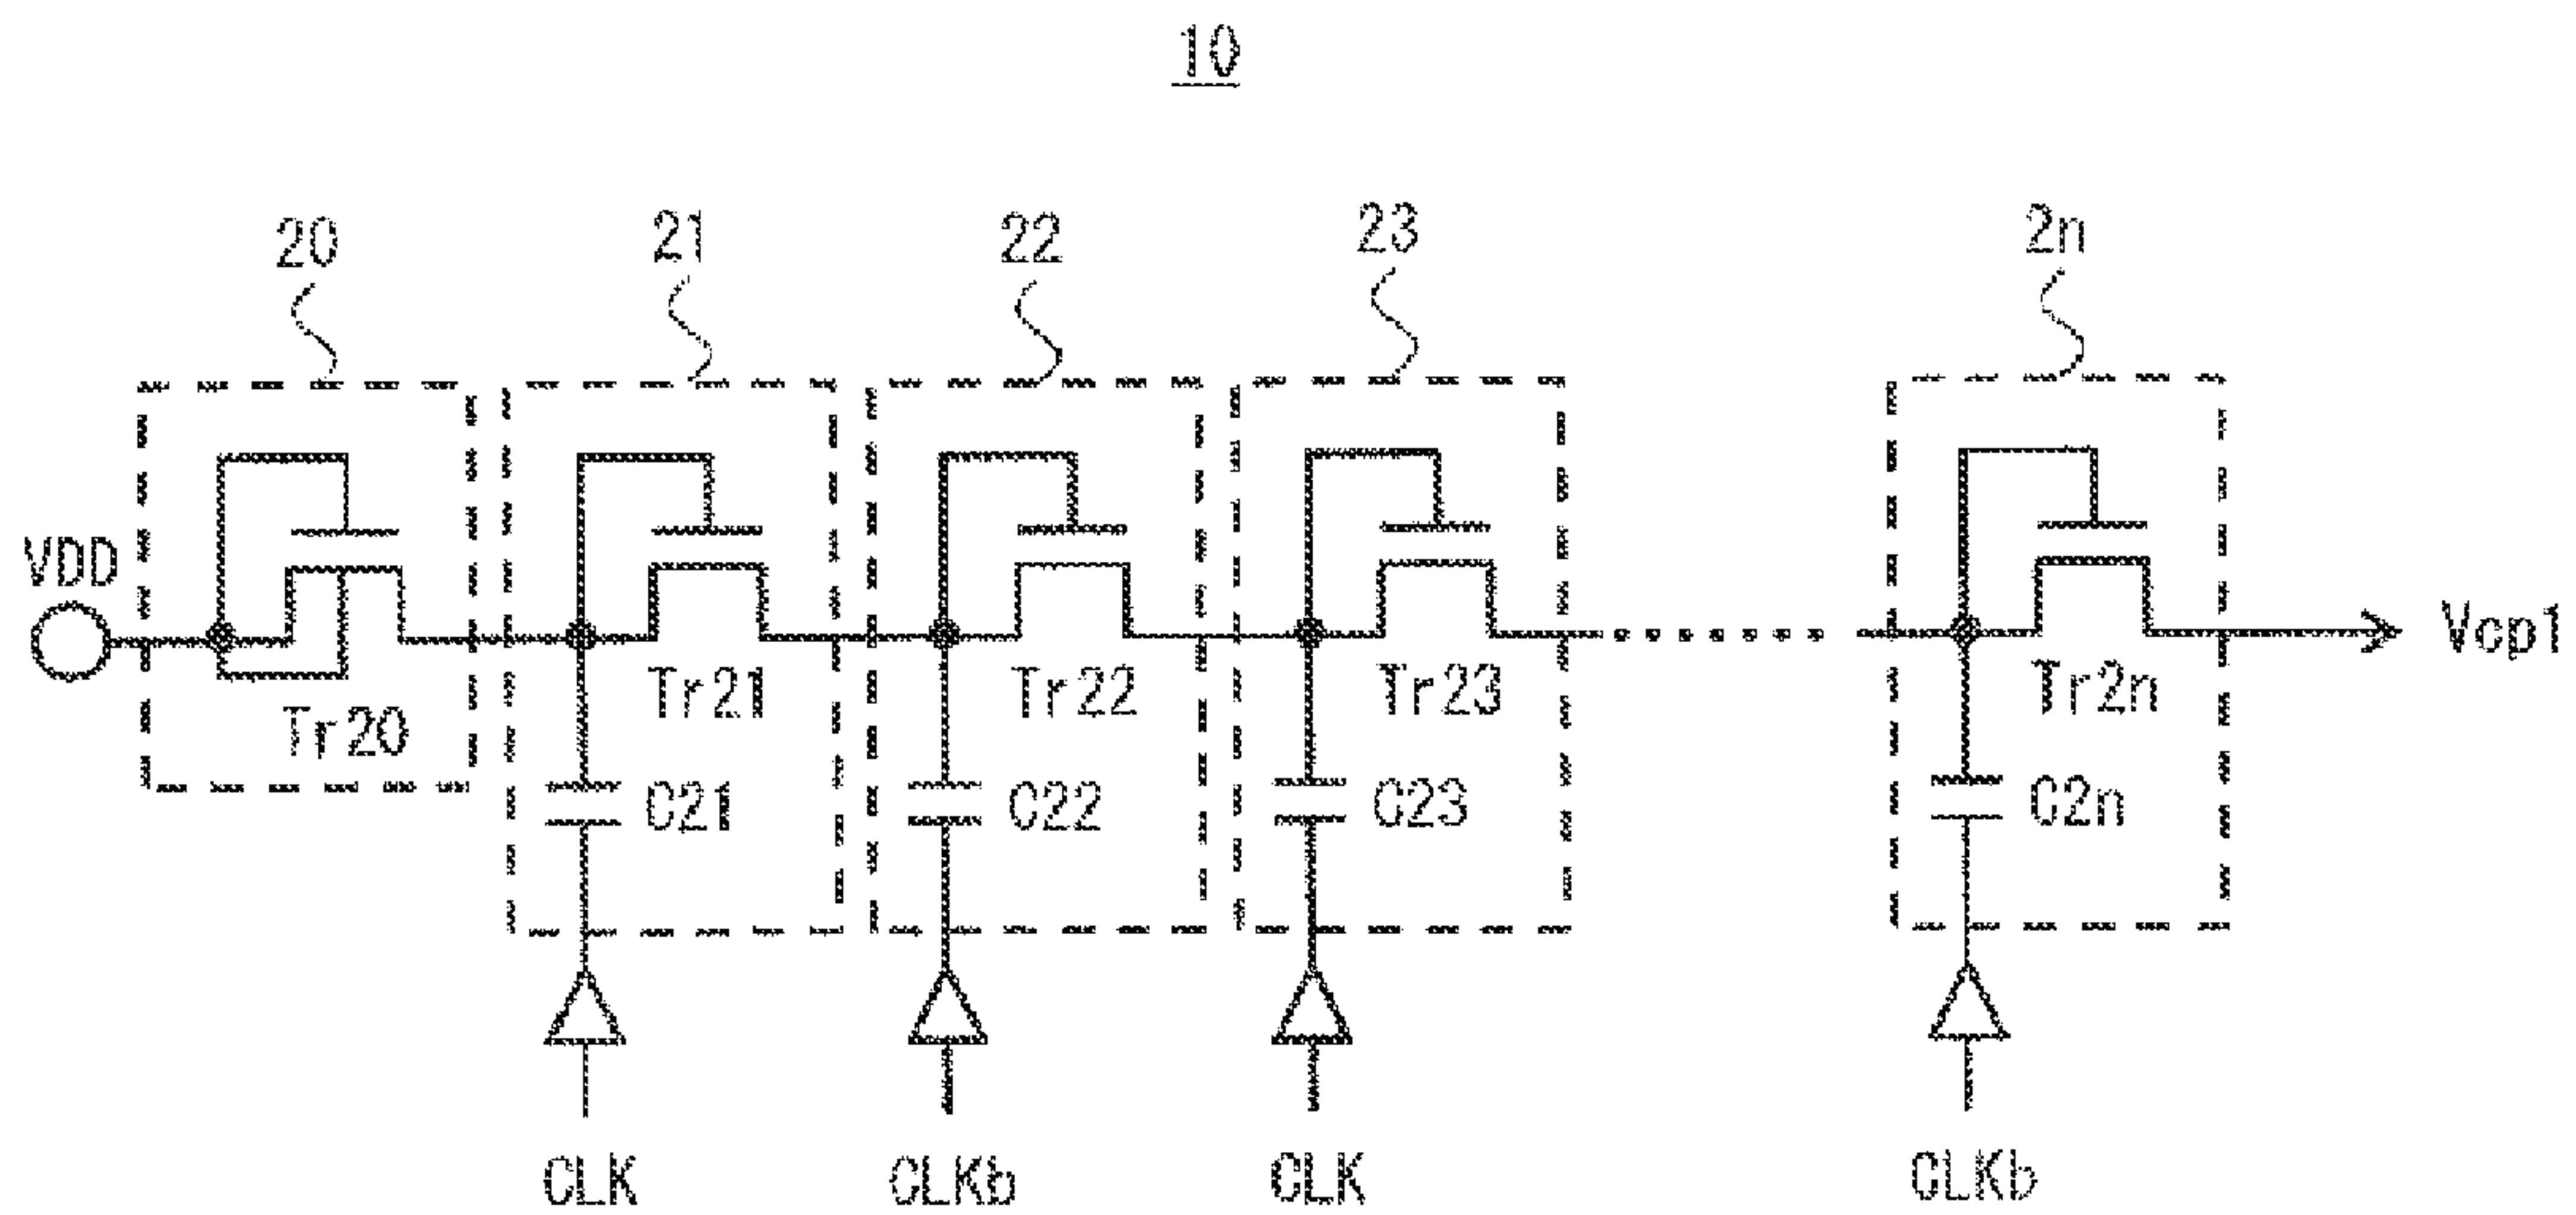 10
20 21 22 23 2n
VDD
Vcp1
Tr20 Tr21 Tr22 Tr23 Tr2n
C21 C22 C23 C2n
CLK CLKb CLK CLKb